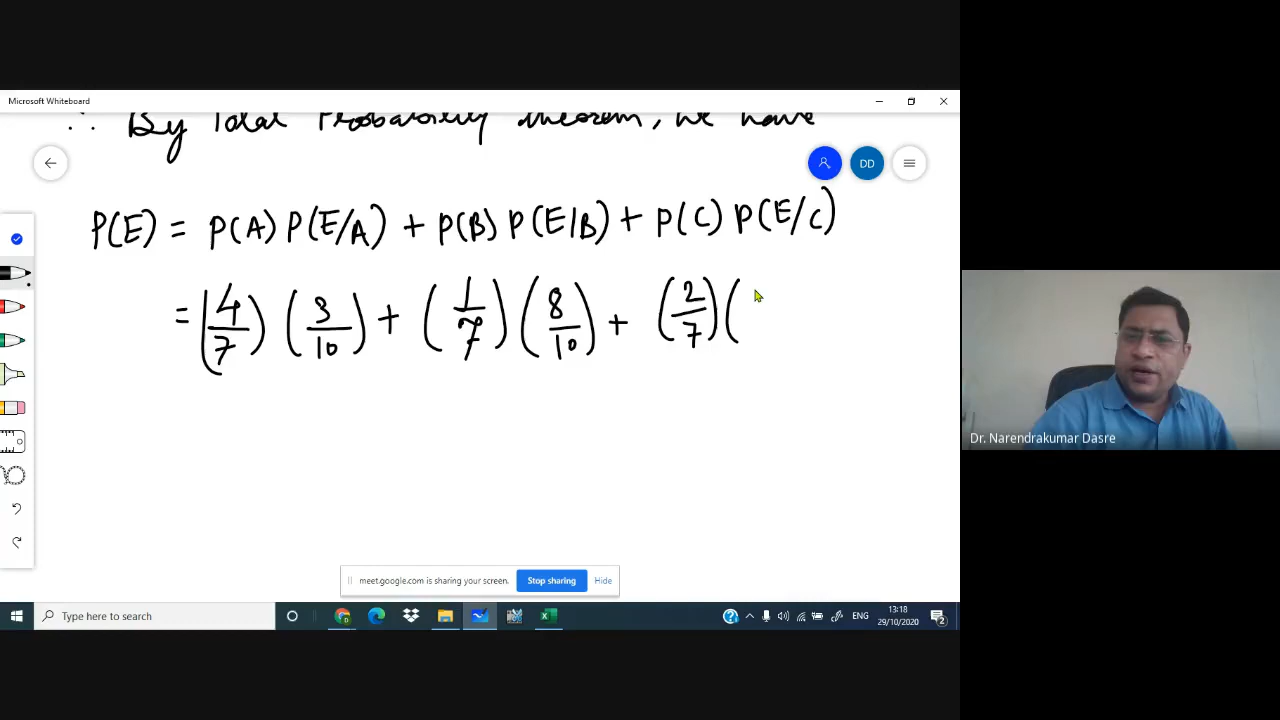 Microsoft Whiteboard
∴ By Total Probability theorem, we have
DD
P(E) = P(A) P(E/A) + P(B) P(E/B) + P(C) P(E/C)
= (4/7) (3/10) + (1/7) (8/10) + (2/7) (
Dr. Narendrakumar Dasre
meet.google.com is sharing your screen. Stop sharing Hide
Type here to search
ENG
13:18
29/10/2020
2